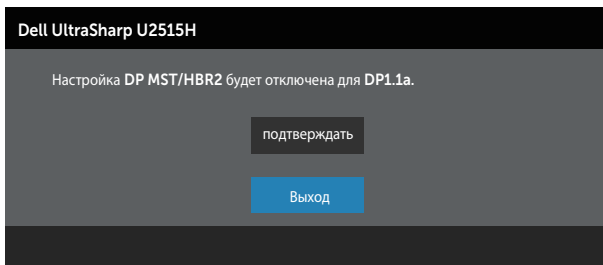 Dell UltraSharp U2515H
Настройка DP MST/HBR2 будет отключена для DP1.1a.
подтверждать
Выход